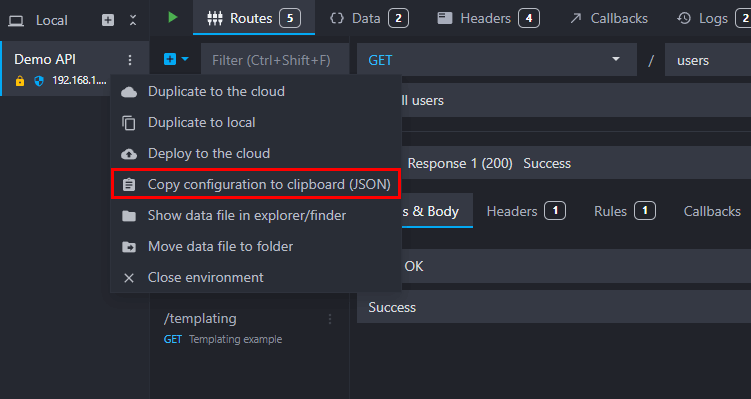 Local
Routes 5
Data 2
Headers 4
Callbacks
Logs 2
Demo API
192.168.1....
Filter (Ctrl+Shift+F)
GET
/
users
Duplicate to the cloud
Duplicate to local
Deploy to the cloud
Copy configuration to clipboard (JSON)
Show data file in explorer/finder
Move data file to folder
Close environment
ll users
Response 1 (200) Success
s & Body
Headers 1
Rules 1
Callbacks
OK
Success
/templating
GET Templating example